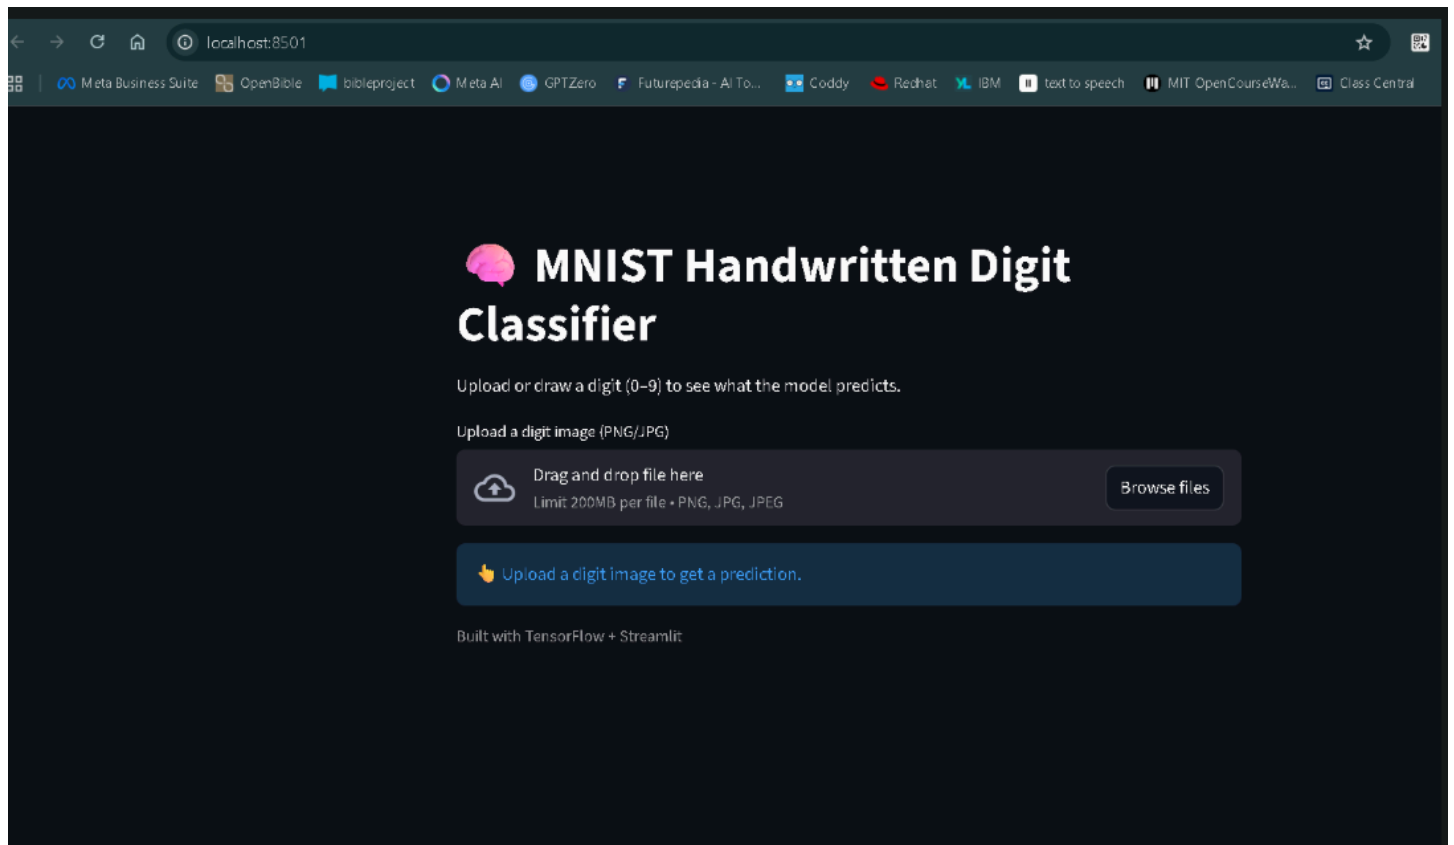 localhost:8501
Meta Business Suite OpenBible bibleproject Meta AI GPTZero Futurepedia - AI To... Coddy Redhat IBM text to speech MIT OpenCourseWa... Class Central
🧠 MNIST Handwritten Digit
Classifier
Upload or draw a digit (0–9) to see what the model predicts.
Upload a digit image (PNG/JPG)
Drag and drop file here
Limit 200MB per file • PNG, JPG, JPEG
Browse files
👆 Upload a digit image to get a prediction.
Built with TensorFlow + Streamlit